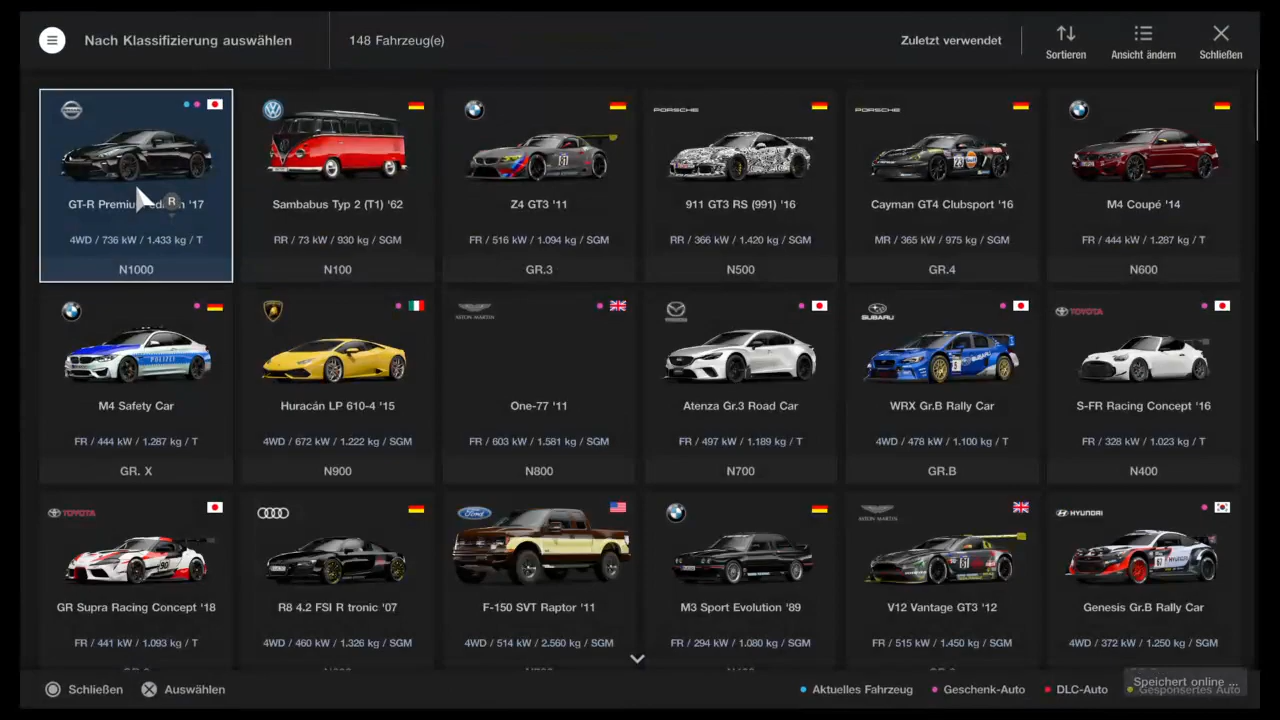 Nach Klassifizierung auswählen
148 Fahrzeug(e)
Zuletzt verwendet
Sortieren
Ansicht ändern
Schließen
R
GT-R Premium edition '17
4WD / 736 kW / 1.433 kg / T
N1000
Sambabus Typ 2 (T1) '62
RR / 73 kW / 930 kg / SGM
N100
Z4 GT3 '11
FR / 516 kW / 1.094 kg / SGM
GR.3
PORSCHE
911 GT3 RS (991) '16
RR / 366 kW / 1.420 kg / SGM
N500
PORSCHE
Cayman GT4 Clubsport '16
MR / 365 kW / 975 kg / SGM
GR.4
M4 Coupé '14
FR / 444 kW / 1.287 kg / T
N600
POLIZEI
M4 Safety Car
FR / 444 kW / 1.287 kg / T
GR. X
Huracán LP 610-4 '15
4WD / 672 kW / 1.222 kg / SGM
N900
ASTON MARTIN
One-77 '11
FR / 603 kW / 1.581 kg / SGM
N800
Atenza Gr.3 Road Car
FR / 497 kW / 1.189 kg / T
N700
SUBARU
WRX Gr.B Rally Car
4WD / 478 kW / 1.100 kg / T
GR.B
TOYOTA
S-FR Racing Concept '16
FR / 328 kW / 1.023 kg / T
N400
TOYOTA
GR Supra Racing Concept '18
FR / 441 kW / 1.093 kg / T
R8 4.2 FSI R tronic '07
4WD / 460 kW / 1.326 kg / SGM
Ford
F-150 SVT Raptor '11
4WD / 514 kW / 2.560 kg / SGM
M3 Sport Evolution '89
FR / 294 kW / 1.080 kg / SGM
ASTON MARTIN
V12 Vantage GT3 '12
FR / 515 kW / 1.450 kg / SGM
HYUNDAI
Genesis Gr.B Rally Car
4WD / 372 kW / 1.250 kg / SGM
Schließen
Auswählen
Aktuelles Fahrzeug
Geschenk-Auto
DLC-Auto
Gesponsertes Auto
Speichert online ...